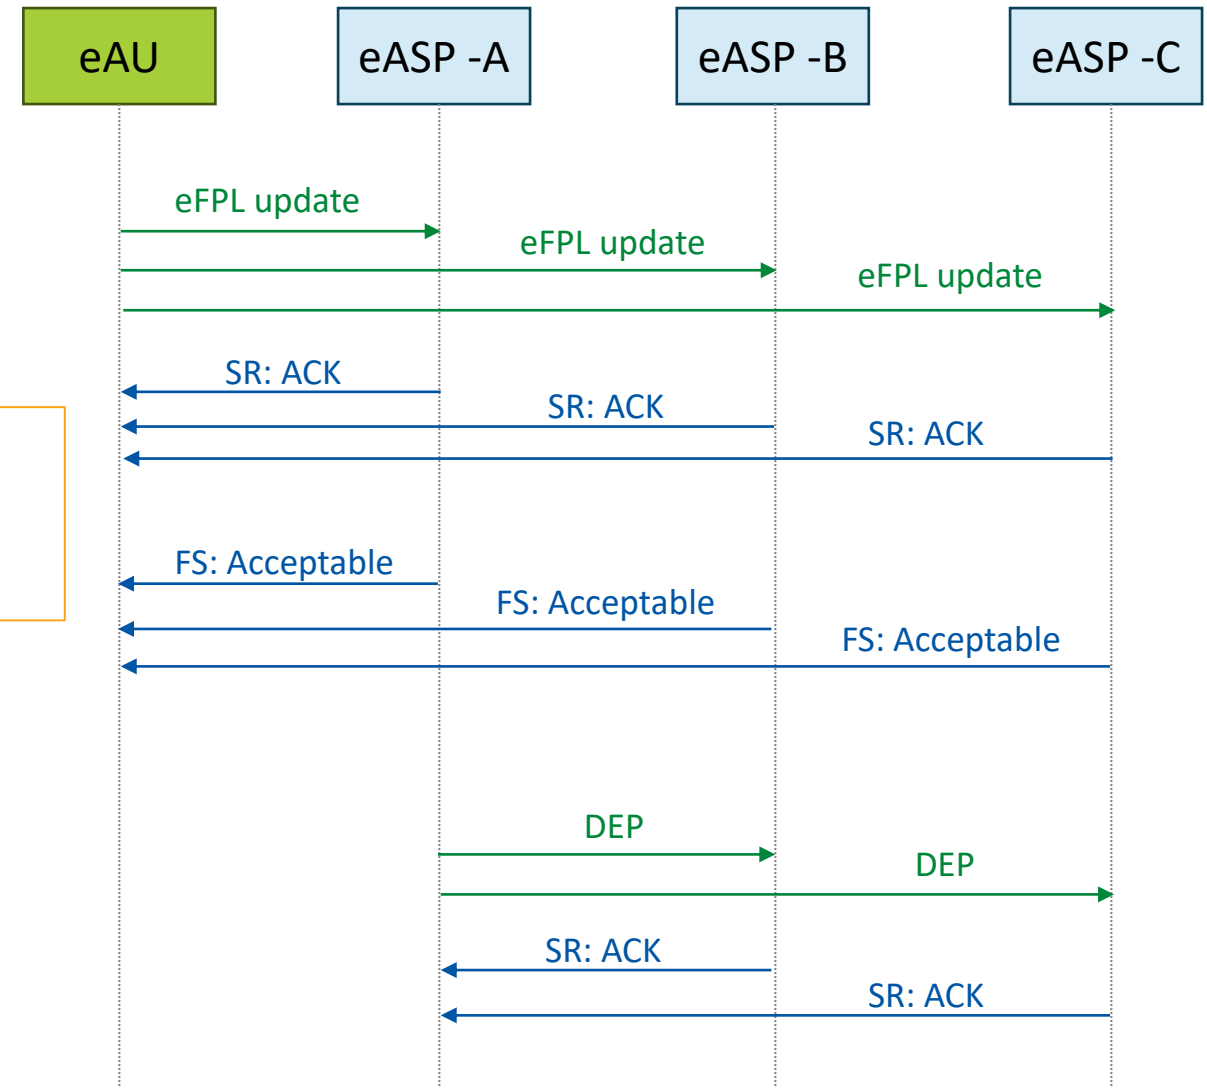 eAU
eASP -A
eASP -B
eASP -C
eFPL update
eFPL update
eFPL update
SR: ACK
SR: ACK
SR: ACK
FS: Acceptable
FS: Acceptable
FS: Acceptable
DEP
DEP
SR: ACK
SR: ACK